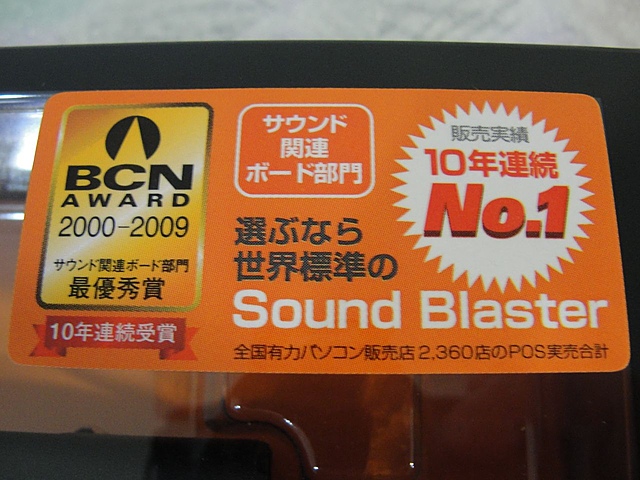 BCN
AWARD
2000-2009
サウンド関連ボード部門
最優秀賞
10年連続受賞
サウンド
関連
ボード部門
販売実績
10年連続
No.1
選ぶなら
世界標準の
Sound Blaster
全国有力パソコン販売店2,360店のPOS実売合計